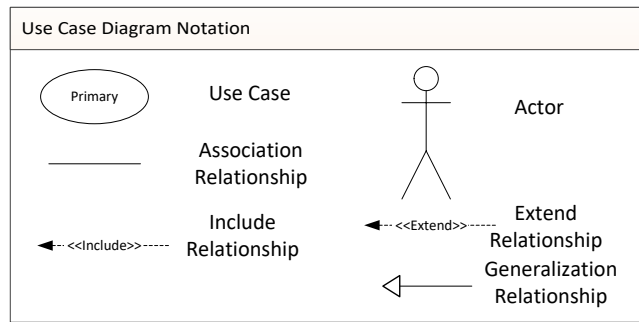 Use Case Diagram Notation
Primary
Use Case
Actor
Association
Relationship
<<Include>>
Include
Relationship
<<Extend>>
Extend
Relationship
Generalization
Relationship